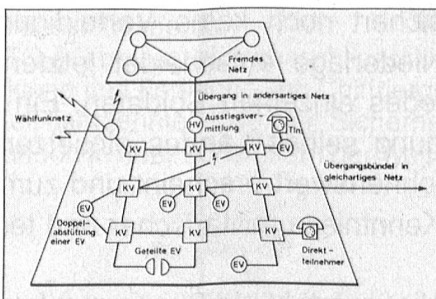 Fremdes
Netz
Übergang in andersartiges Netz
Wählfunknetz
HV
Ausstiegsver-
mittlung
Tln.
KV
KV
KV
EV
Übergangsbündel in
gleichartiges Netz
KV
KV
KV
EV
EV
EV
Doppel-
abstützung
einer EV
KV
KV
KV
Geteilte EV
EV
Direkt-
teilnehmer